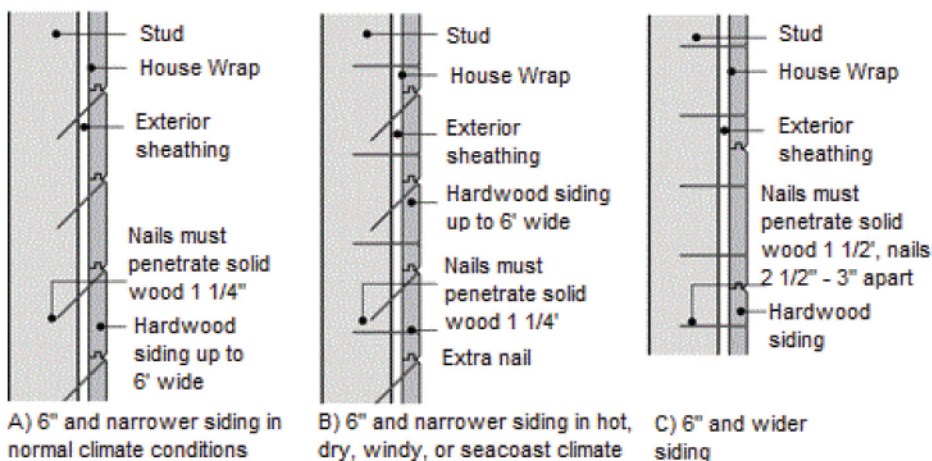 Stud
House Wrap
Exterior
sheathing
Nails must
penetrate solid
wood 1 1/4"
Hardwood
siding up to
6' wide
A) 6" and narrower siding in
normal climate conditions
Stud
House Wrap
Exterior
sheathing
Hardwood siding
up to 6' wide
Nails must
penetrate solid
wood 1 1/4'
Extra nail
B) 6" and narrower siding in hot,
dry, windy, or seacoast climate
Stud
House Wrap
Exterior
sheathing
Nails must
penetrate solid
wood 1 1/2', nails
2 1/2" - 3" apart
Hardwood
siding
C) 6" and wider
siding